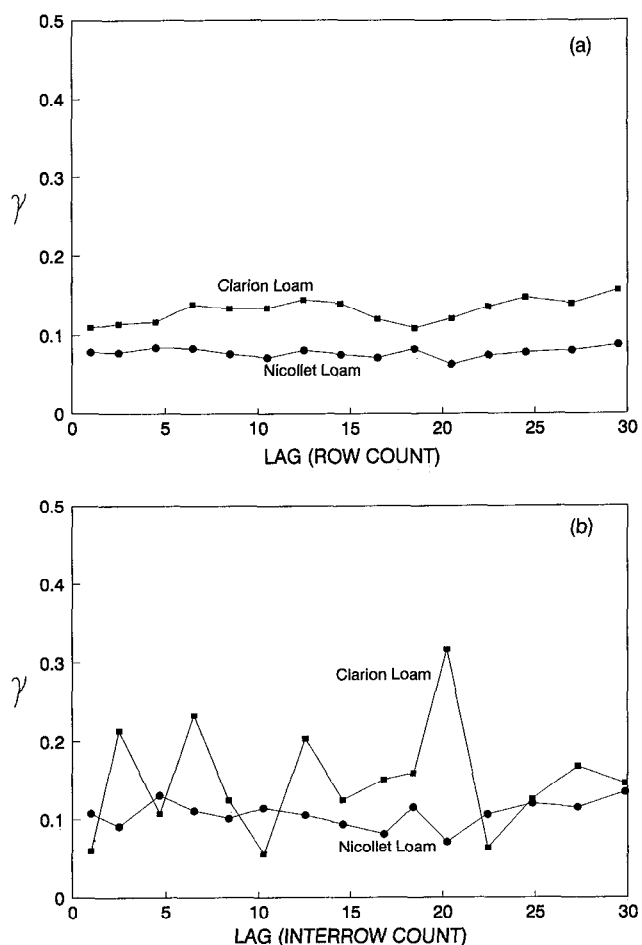 0.5
(a)
0.4
0.3
γ
0.2
Clarion Loam
0.1
Nicollet Loam
0
0 5 10 15 20 25 30
LAG (ROW COUNT)
0.5
(b)
0.4
0.3
Clarion Loam
γ
0.2
0.1
Nicollet Loam
0
0 5 10 15 20 25 30
LAG (INTERROW COUNT)